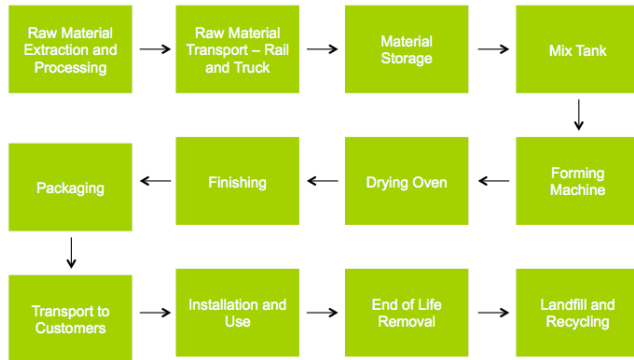 Raw Material
Extraction and
Processing
Raw Material
Transport – Rail
and Truck
Material
Storage
Mix Tank
Forming
Machine
Drying Oven
Finishing
Packaging
Transport to
Customers
Installation and
Use
End of Life
Removal
Landfill and
Recycling